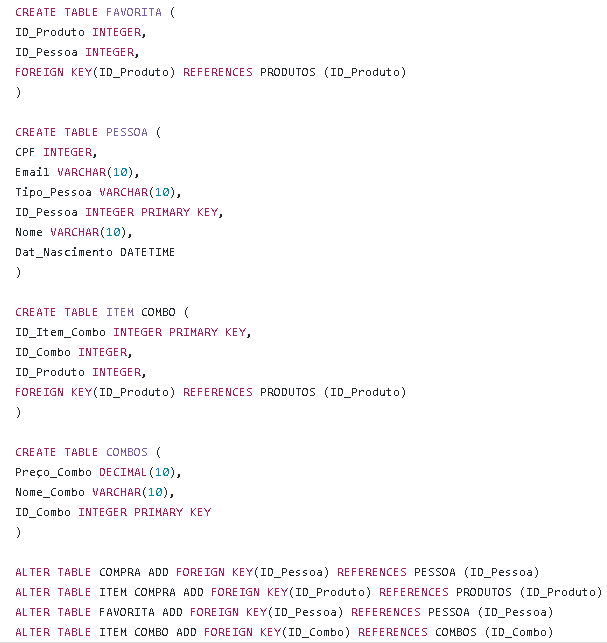 CREATE TABLE FAVORITA (
ID_Produto INTEGER,
ID_Pessoa INTEGER,
FOREIGN KEY(ID_Produto) REFERENCES PRODUTOS (ID_Produto)
)
CREATE TABLE PESSOA (
CPF INTEGER,
Email VARCHAR(10),
Tipo_Pessoa VARCHAR(10),
ID_Pessoa INTEGER PRIMARY KEY,
Nome VARCHAR(10),
Dat_Nascimento DATETIME
)
CREATE TABLE ITEM COMBO (
ID_Item_Combo INTEGER PRIMARY KEY,
ID_Combo INTEGER,
ID_Produto INTEGER,
FOREIGN KEY(ID_Produto) REFERENCES PRODUTOS (ID_Produto)
)
CREATE TABLE COMBOS (
Preço_Combo DECIMAL(10),
Nome_Combo VARCHAR(10),
ID_Combo INTEGER PRIMARY KEY
)
ALTER TABLE COMPRA ADD FOREIGN KEY(ID_Pessoa) REFERENCES PESSOA (ID_Pessoa)
ALTER TABLE ITEM COMPRA ADD FOREIGN KEY(ID_Produto) REFERENCES PRODUTOS (ID_Produto)
ALTER TABLE FAVORITA ADD FOREIGN KEY(ID_Pessoa) REFERENCES PESSOA (ID_Pessoa)
ALTER TABLE ITEM COMBO ADD FOREIGN KEY(ID_Combo) REFERENCES COMBOS (ID_Combo)